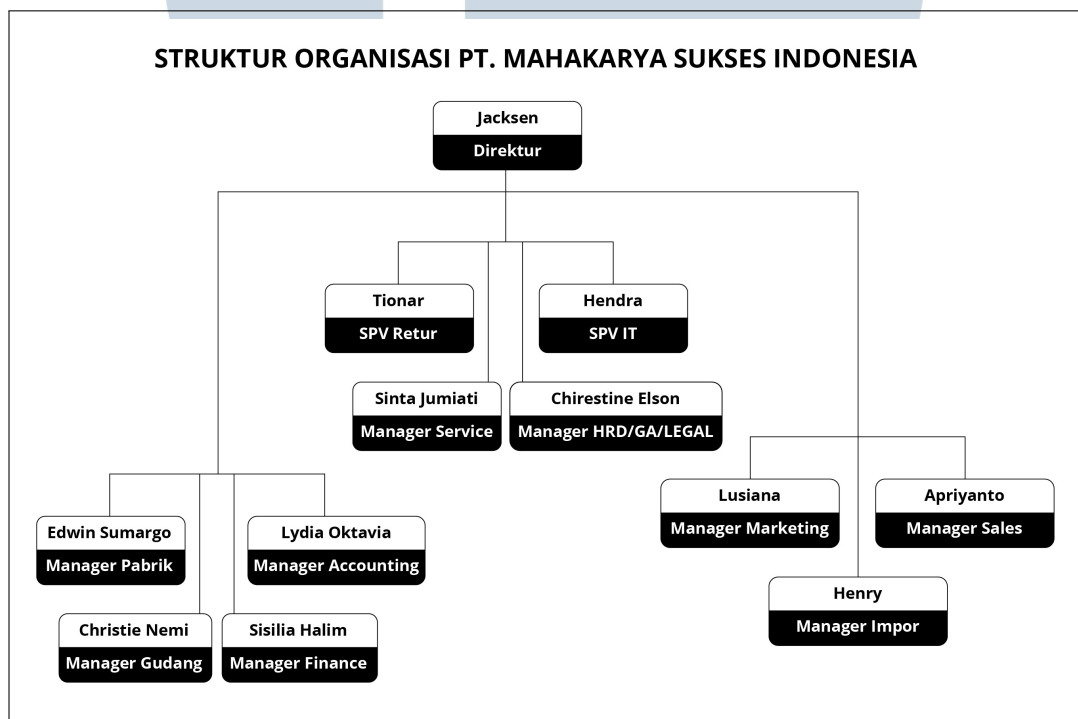 STRUKTUR ORGANISASI PT. MAHAKARYA SUKSES INDONESIA
Jacksen
Direktur
Tionar
SPV Retur
Hendra
SPV IT
Sinta Jumiati
Manager Service
Chirestine Elson
Manager HRD/GA/LEGAL
Edwin Sumargo
Manager Pabrik
Lydia Oktavia
Manager Accounting
Christie Nemi
Manager Gudang
Sisilia Halim
Manager Finance
Lusiana
Manager Marketing
Apriyanto
Manager Sales
Henry
Manager Impor